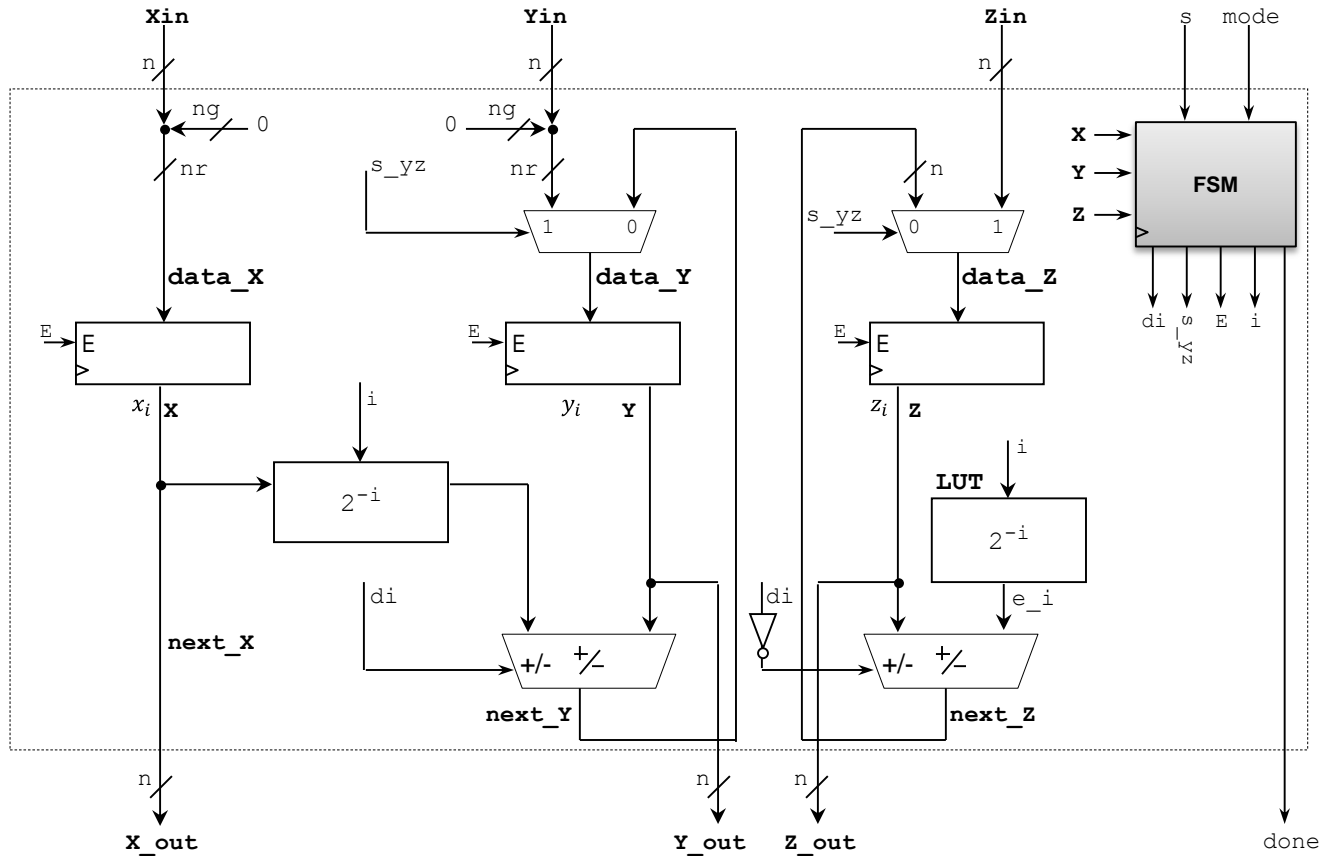 Xin
Yin
Zin
s
mode
n
n
n
ng
0
0
ng
nr
s_yz
nr
n
X
Y
Z
FSM
>
s_yz
1
0
0
1
data_X
data_Y
data_Z
di
s_yz
E
i
E
E
>
E
E
>
E
E
>
x_i
X
y_i
Y
z_i
Z
i
i
LUT
2^-i
2^-i
di
di
e_i
next_X
+/-
+/−
+/-
+/−
next_Y
next_Z
n
n
n
X_out
Y_out
Z_out
done